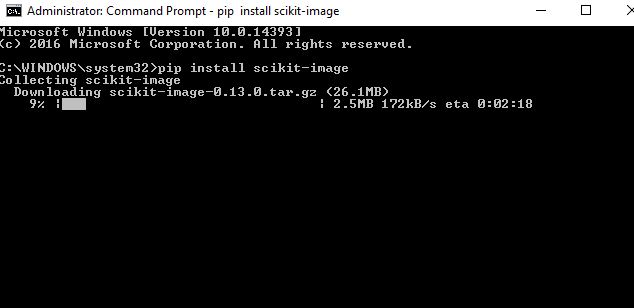 Administrator: Command Prompt - pip  install scikit-image
Microsoft Windows [Version 10.0.14393]
(c) 2016 Microsoft Corporation. All rights reserved.
C:\WINDOWS\system32>pip install scikit-image
Collecting scikit-image
  Downloading scikit-image-0.13.0.tar.gz (26.1MB)
    9% |███                             | 2.5MB 172kB/s eta 0:02:18